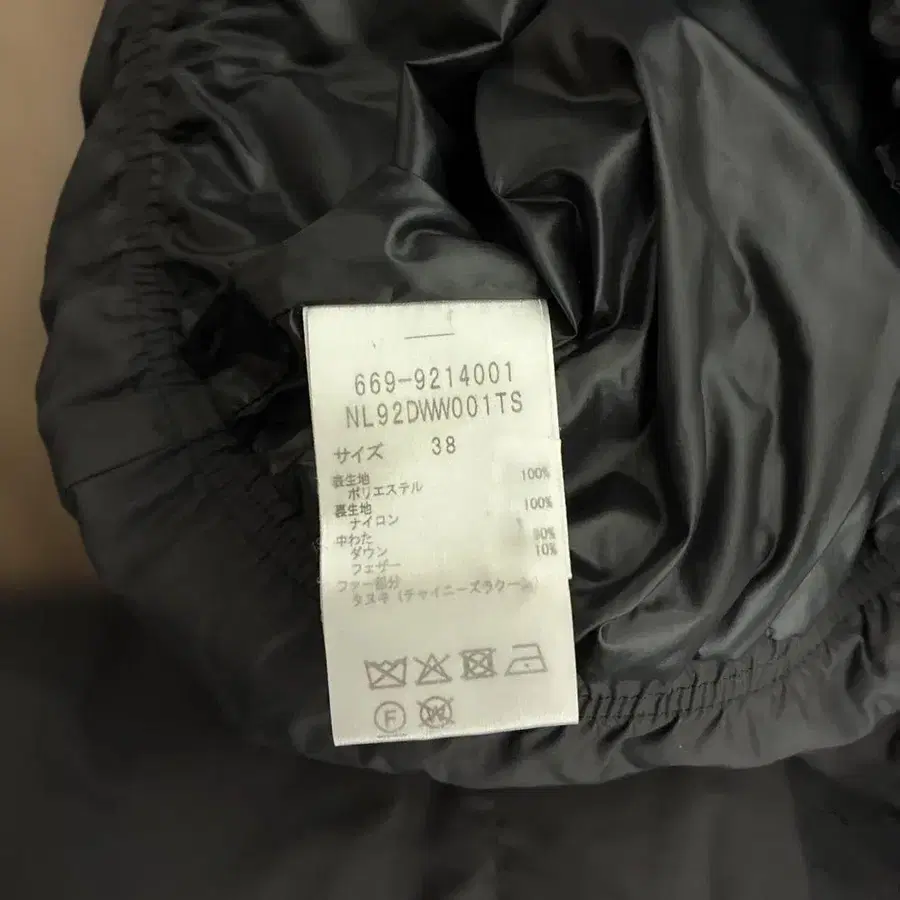 669-9214001
NL92DWW001TS
サイズ 38
表生地 100%
ポリエステル
裏生地 100%
ナイロン
中わた
ダウン 90%
フェザー 10%
ファー部分
タヌキ(チャイニーズラクーン)
F
W